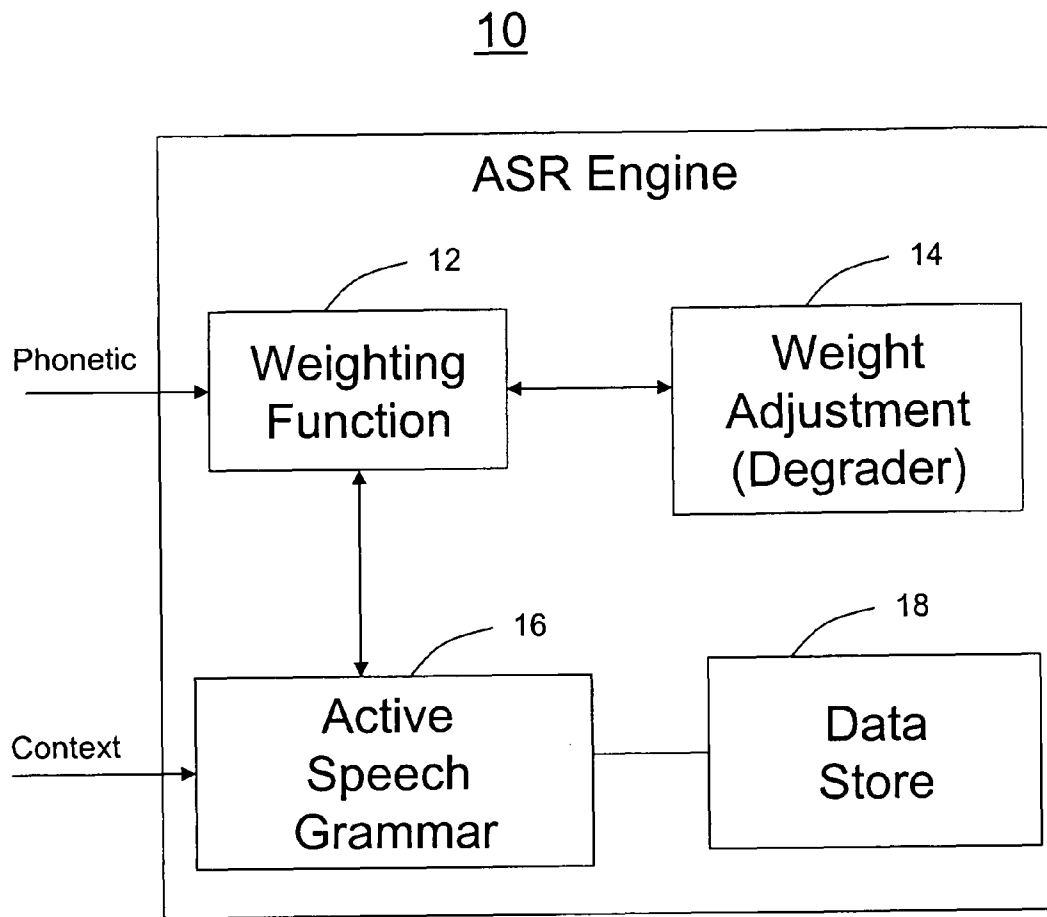 10
ASR Engine
12
14
Phonetic
Weighting
Function
Weight
Adjustment
(Degrader)
16
18
Context
Active
Speech
Grammar
Data
Store